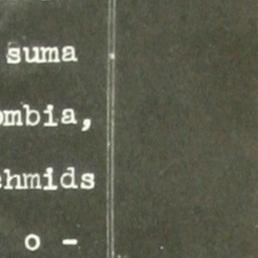 suma
ombia,
chmids
o -